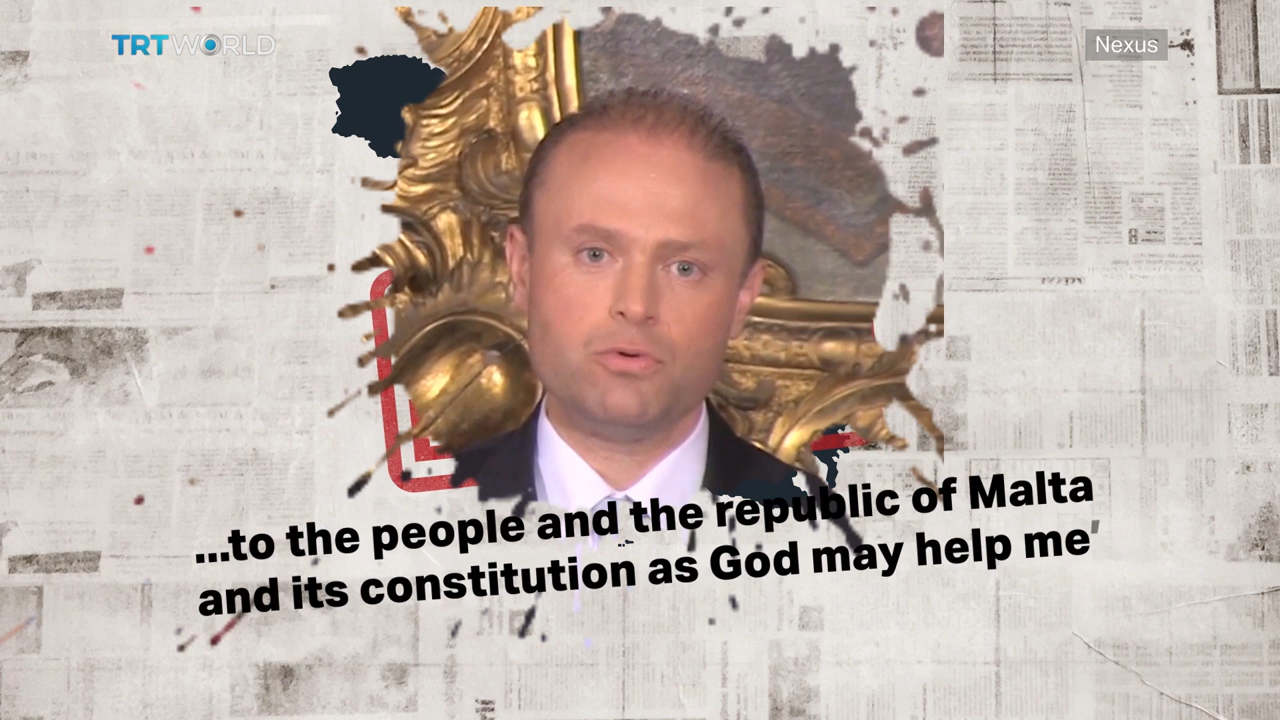 TRT WORLD
Nexus
...to the people and the republic of Malta
and its constitution as God may help me'